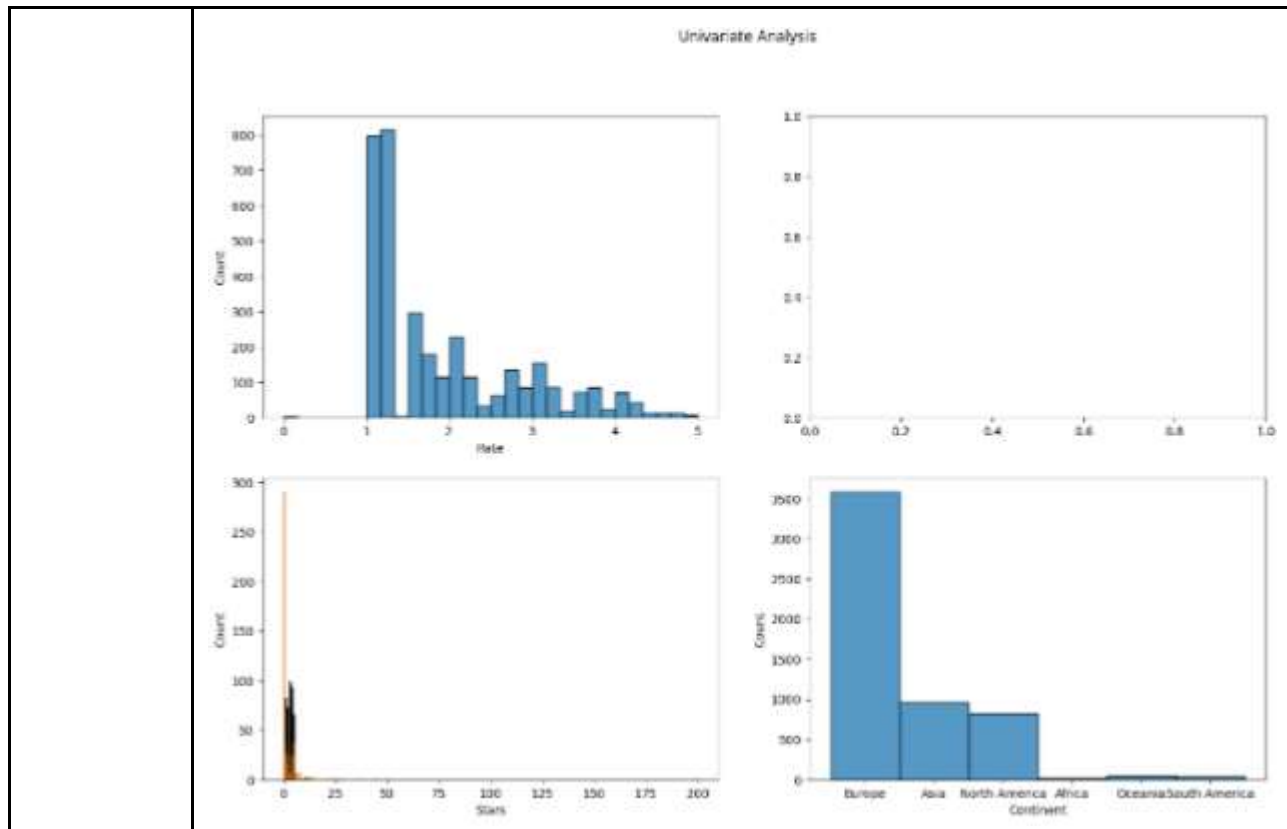 Univariate Analysis
800
700
600
500
400
300
200
100
0
Count
0 1 2 3 4 5
Rate
1.0
0.8
0.6
0.4
0.2
0.0
0.0 0.2 0.4 0.6 0.8 1.0
300
250
200
150
100
50
0
Count
0 25 50 75 100 125 150 175 200
Stars
3500
3000
2500
2000
1500
1000
500
0
Count
Europe Asia North America Africa Oceania South America
Continent